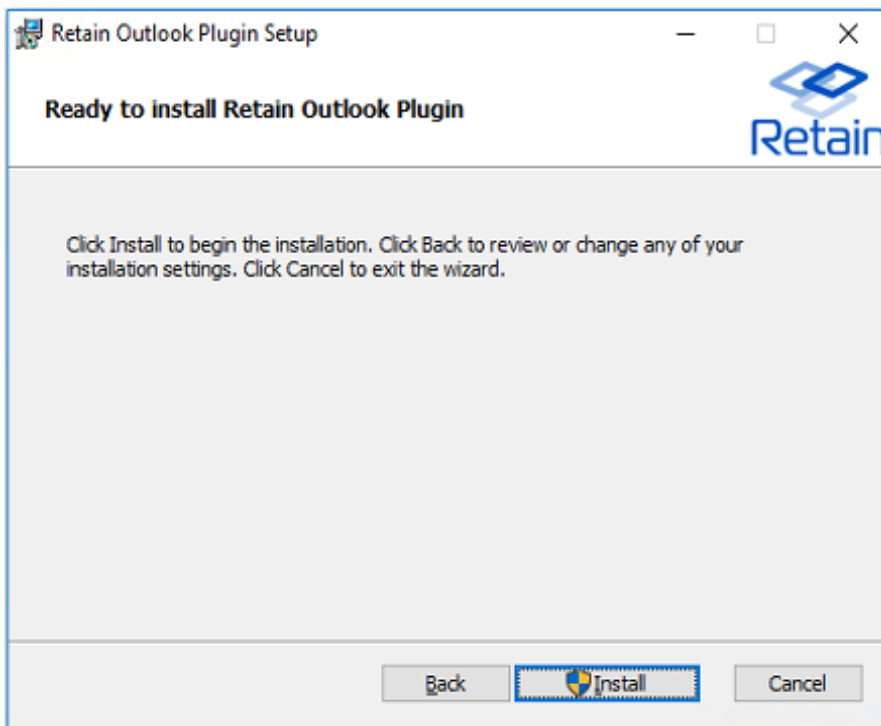 Retain Outlook Plugin Setup
Ready to install Retain Outlook Plugin
Retain
Click Install to begin the installation. Click Back to review or change any of your
installation settings. Click Cancel to exit the wizard.
Back
Install
Cancel